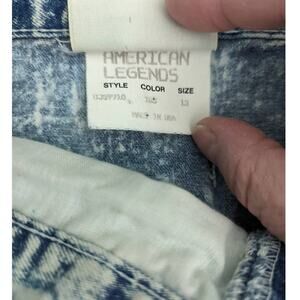 AMERICAN
LEGENDS
STYLE COLOR SIZE
13
MADE IN USA